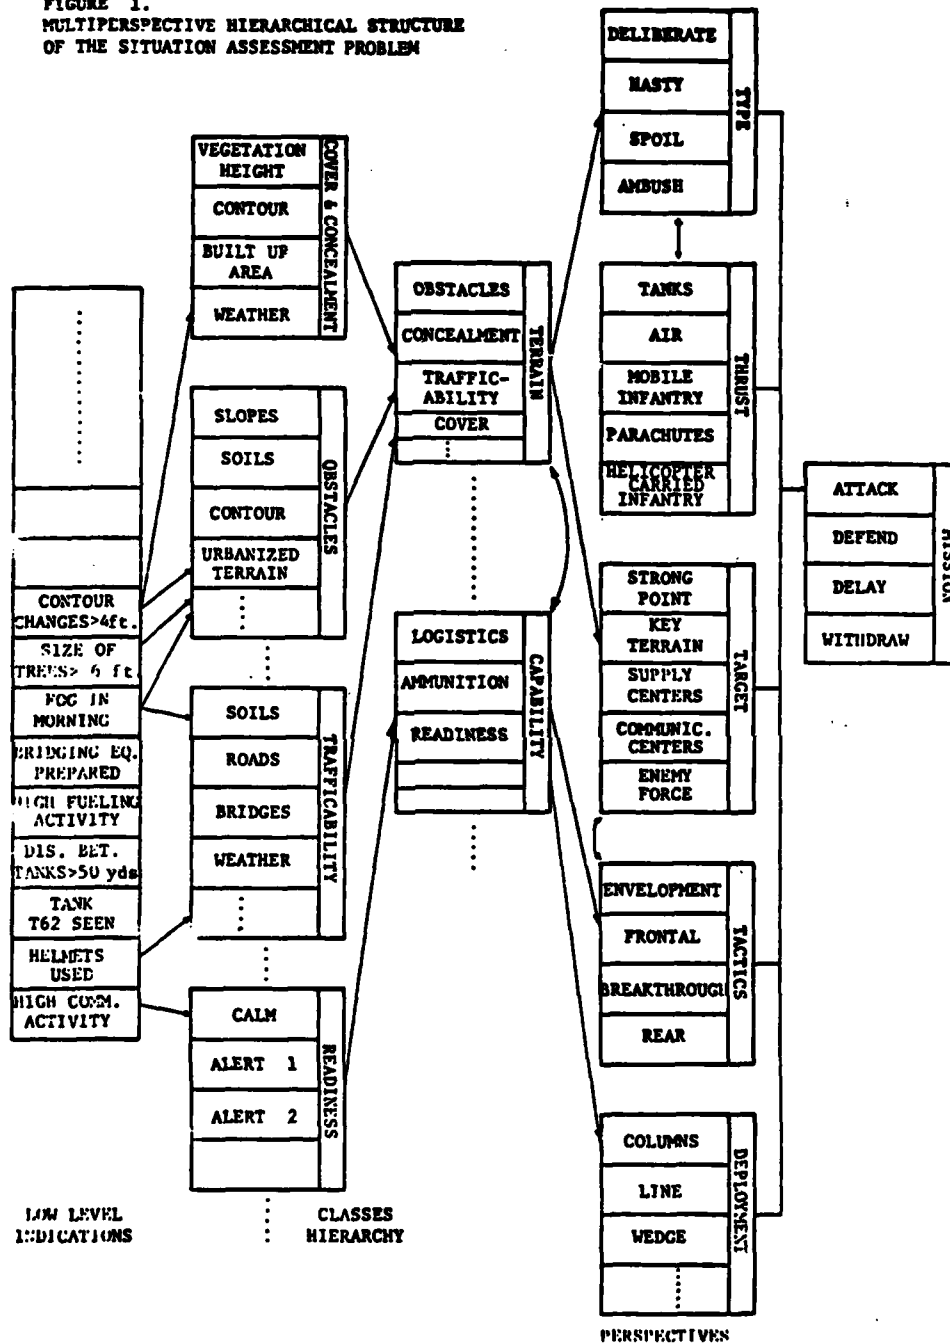 FIGURE 1.
MULTIPERSPECTIVE HIERARCHICAL STRUCTURE
OF THE SITUATION ASSESSMENT PROBLEM
CONTOUR
CHANGES>4ft.
SIZE OF
TREES> 6 ft.
FOG IN
MORNING
BRIDGING EQ.
PREPARED
HIGH FUELING
ACTIVITY
DIS. BET.
TANKS>50 yds
TANK
T62 SEEN
HELMETS
USED
HIGH COMM.
ACTIVITY
LOW LEVEL
INDICATIONS
VEGETATION
HEIGHT
CONTOUR
BUILT UP
AREA
WEATHER
COVER & CONCEALMENT
SLOPES
SOILS
CONTOUR
URBANIZED
TERRAIN
OBSTACLES
SOILS
ROADS
BRIDGES
WEATHER
TRAFFICABILITY
CALM
ALERT 1
ALERT 2
READINESS
CLASSES
HIERARCHY
OBSTACLES
CONCEALMENT
TRAFFIC-
ABILITY
COVER
TERRAIN
LOGISTICS
AMMUNITION
READINESS
CAPABILITY
DELIBERATE
HASTY
SPOIL
AMBUSH
TYPE
TANKS
AIR
MOBILE
INFANTRY
PARACHUTES
HELICOPTER
CARRIED
INFANTRY
THRUST
STRONG
POINT
KEY
TERRAIN
SUPPLY
CENTERS
COMMUNIC.
CENTERS
ENEMY
FORCE
TARGET
ENVELOPMENT
FRONTAL
BREAKTHROUGH
REAR
TACTICS
COLUMNS
LINE
WEDGE
DEPLOYMENT
PERSPECTIVES
ATTACK
DEFEND
DELAY
WITHDRAW
MISSION